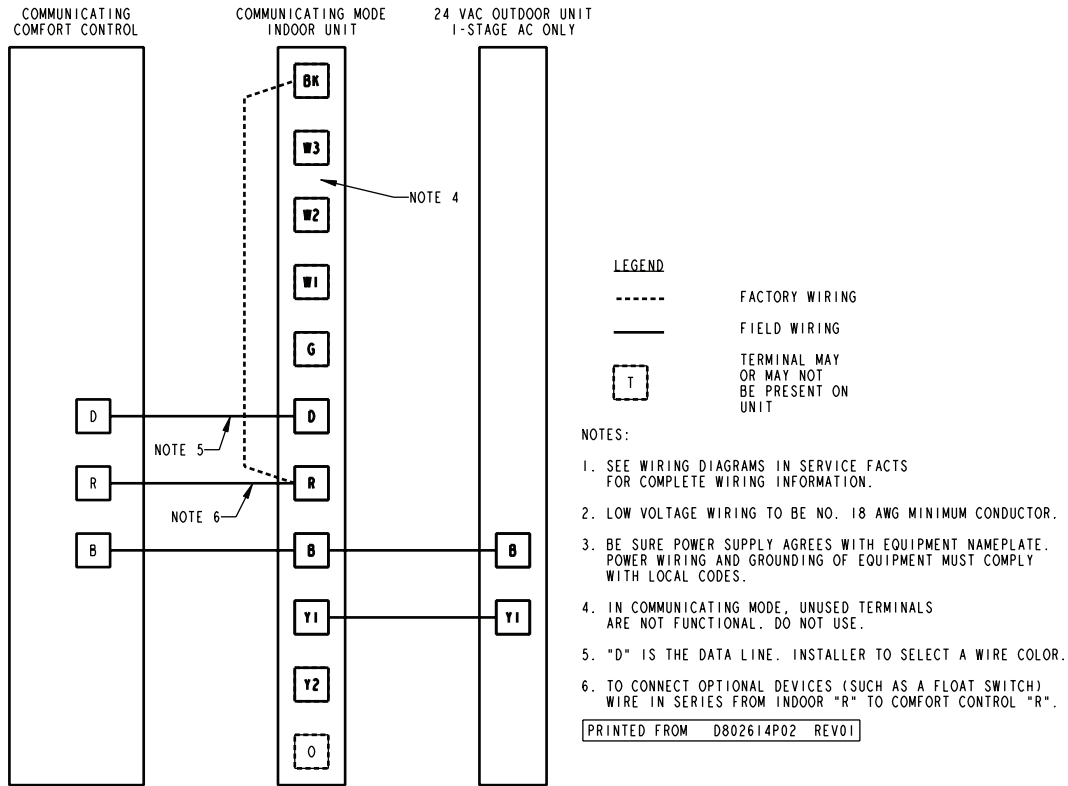 COMMUNICATING
COMFORT CONTROL
COMMUNICATING MODE
INDOOR UNIT
24 VAC OUTDOOR UNIT
1-STAGE AC ONLY
BK
W3
NOTE 4
W2
W1
G
D
D
NOTE 5
R
R
NOTE 6
B
B
B
Y1
Y1
Y2
O
LEGEND
FACTORY WIRING
FIELD WIRING
T
TERMINAL MAY
OR MAY NOT
BE PRESENT ON
UNIT
NOTES:
1. SEE WIRING DIAGRAMS IN SERVICE FACTS
FOR COMPLETE WIRING INFORMATION.
2. LOW VOLTAGE WIRING TO BE NO. 18 AWG MINIMUM CONDUCTOR.
3. BE SURE POWER SUPPLY AGREES WITH EQUIPMENT NAMEPLATE.
POWER WIRING AND GROUNDING OF EQUIPMENT MUST COMPLY
WITH LOCAL CODES.
4. IN COMMUNICATING MODE, UNUSED TERMINALS
ARE NOT FUNCTIONAL. DO NOT USE.
5. "D" IS THE DATA LINE. INSTALLER TO SELECT A WIRE COLOR.
6. TO CONNECT OPTIONAL DEVICES (SUCH AS A FLOAT SWITCH)
WIRE IN SERIES FROM INDOOR "R" TO COMFORT CONTROL "R".
PRINTED FROM D802614P02 REV01